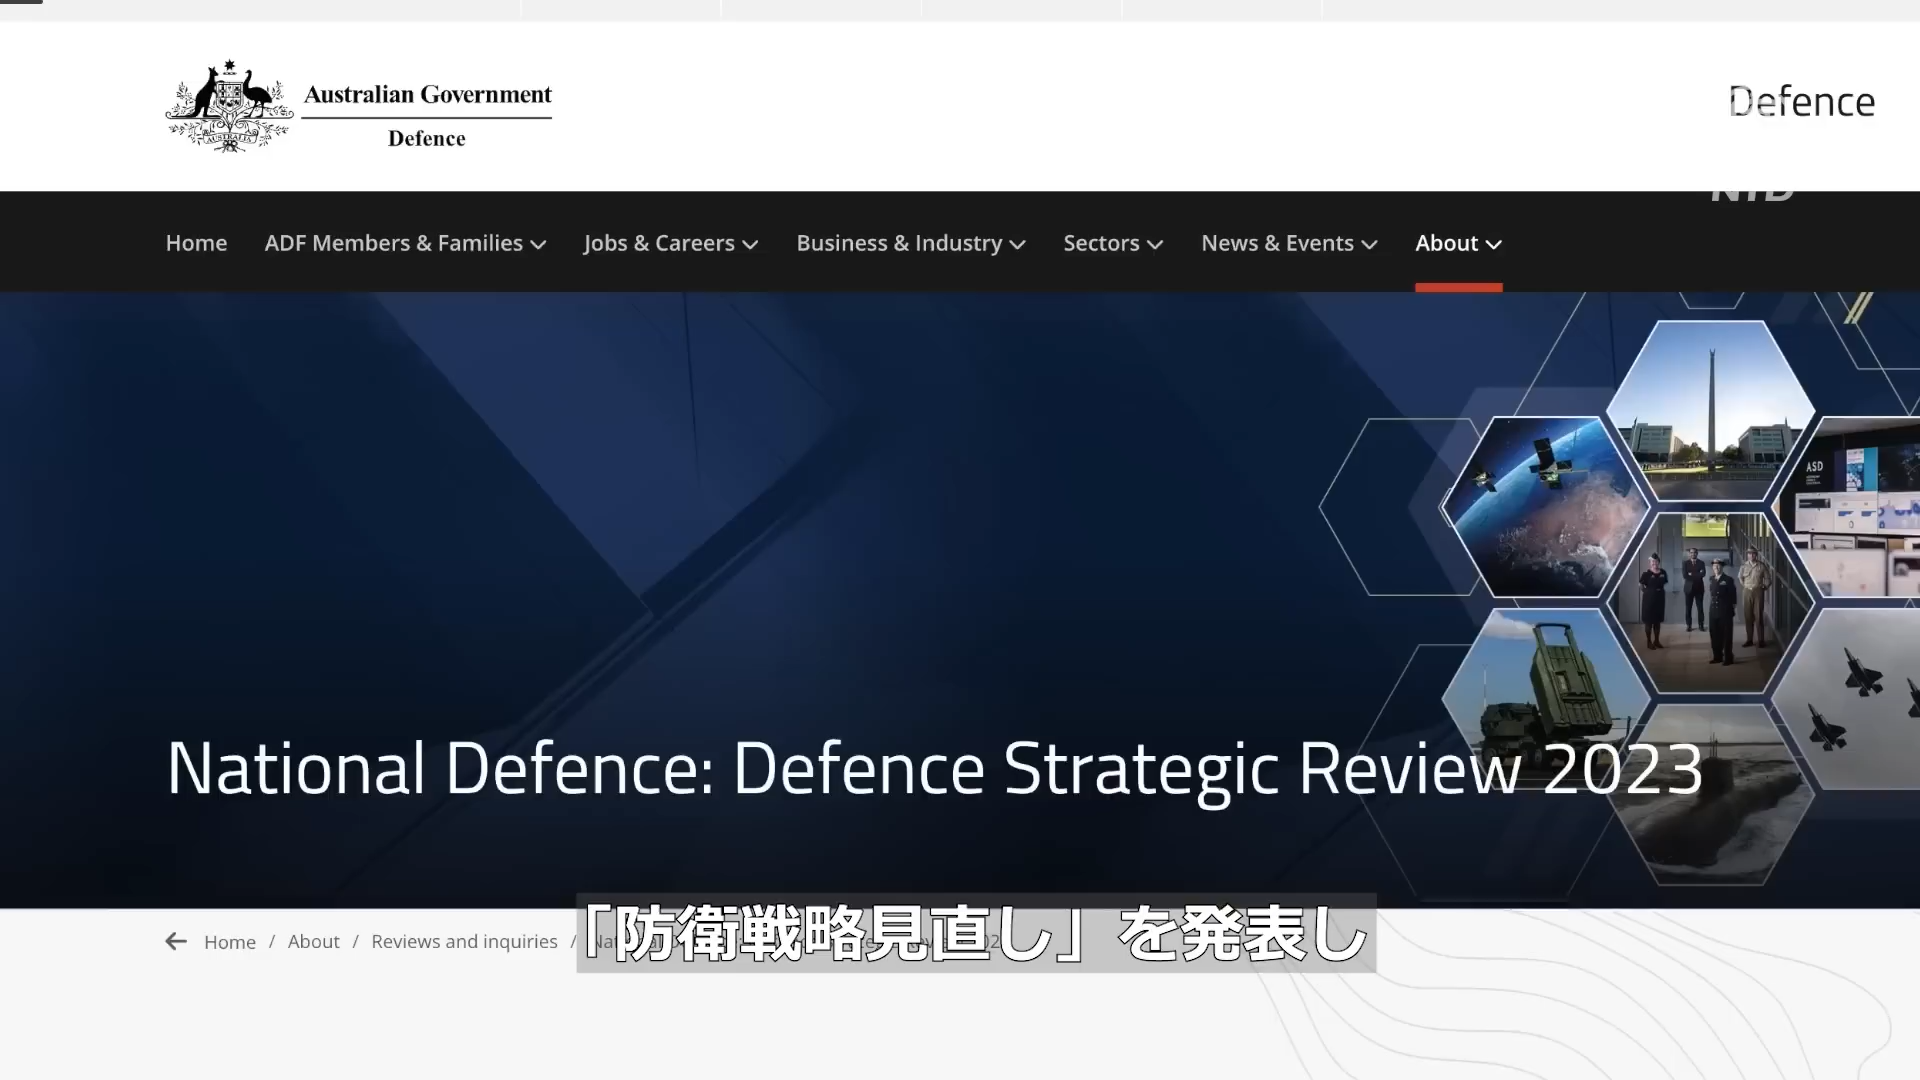 Australian Government
Defence
AUSTRALIA
Defence
NTD
Home ADF Members & Families Jobs & Careers Business & Industry Sectors News & Events About
ASD
National Defence: Defence Strategic Review 2023
Home / About / Reviews and inquiries /
「防衛戦略見直し」を発表し